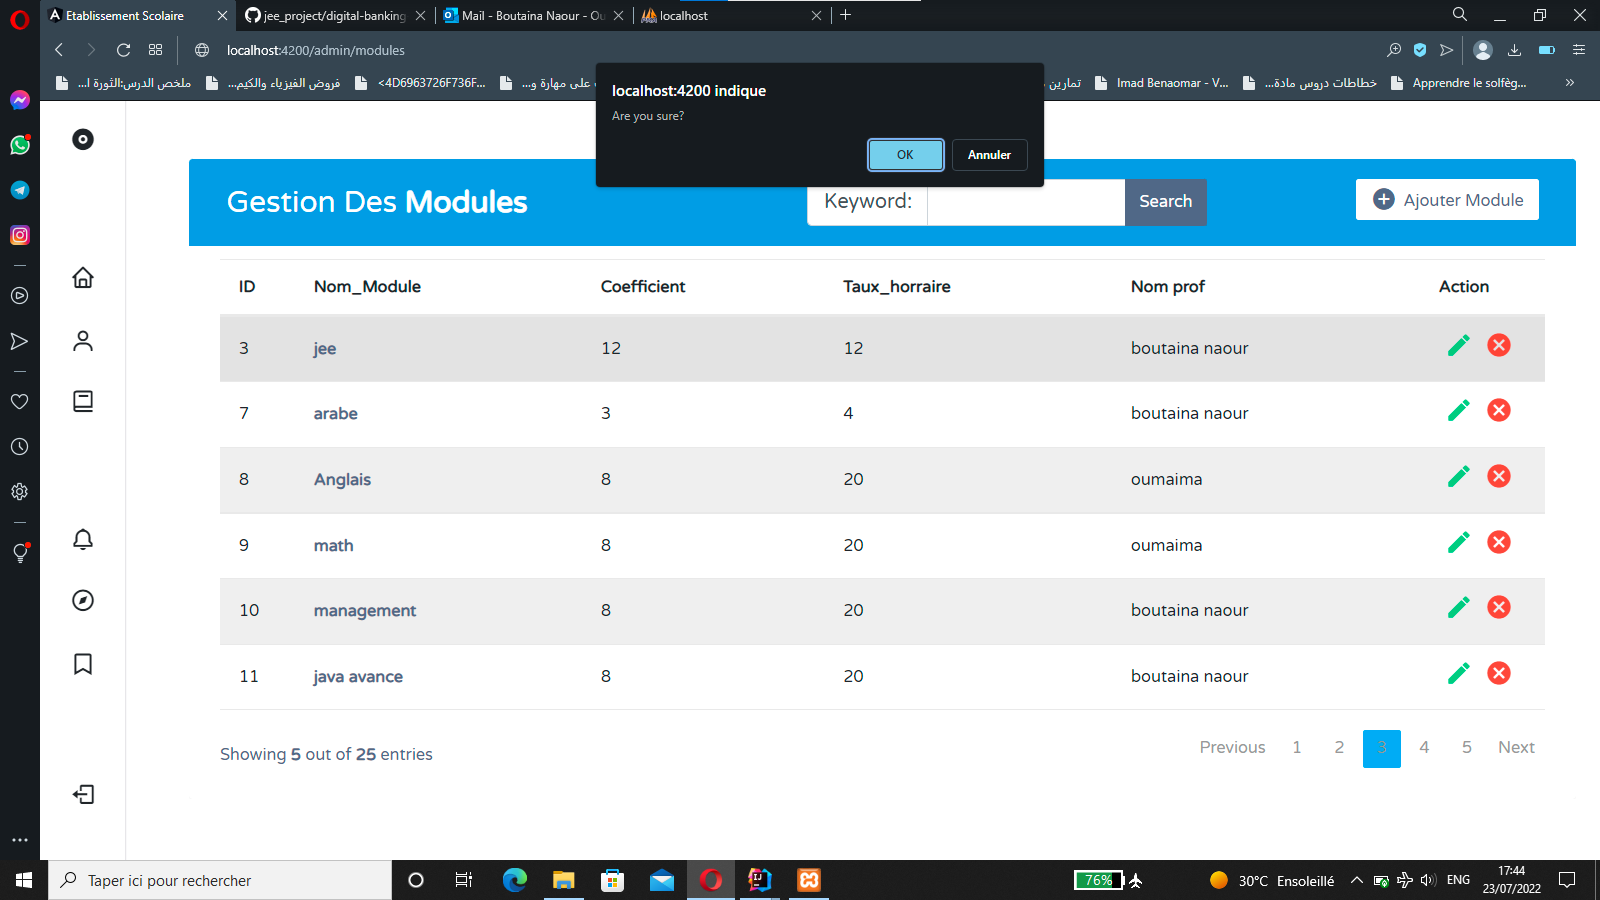 Etablissement Scolaire
jee_project/digital-banking
Mail - Boutaina Naour - Ou
localhost
localhost:4200/admin/modules
ملخص الدرس:الثورة ا...
فروض الفيزياء والكيم...
<4D6963726F736F...
على مهارة و...
تمارين
Imad Benaomar - V...
خطاطات دروس مادة...
Apprendre le solfèg...
localhost:4200 indique
Are you sure?
OK
Annuler
Gestion Des Modules
Keyword:
Search
Ajouter Module
ID Nom_Module Coefficient Taux_horraire Nom prof Action
3 jee 12 12 boutaina naour
7 arabe 3 4 boutaina naour
8 Anglais 8 20 oumaima
9 math 8 20 oumaima
10 management 8 20 boutaina naour
11 java avance 8 20 boutaina naour
Showing 5 out of 25 entries
Previous 1 2 3 4 5 Next
Taper ici pour rechercher
76%
30°C Ensoleillé
ENG
17:44
23/07/2022